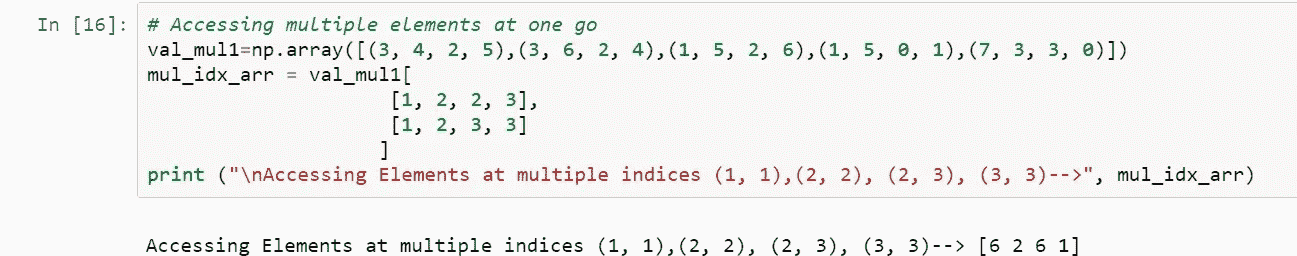 In [16]: # Accessing multiple elements at one go
val_mul1=np.array([(3, 4, 2, 5),(3, 6, 2, 4),(1, 5, 2, 6),(1, 5, 0, 1),(7, 3, 3, 0)])
mul_idx_arr = val_mul1[
[1, 2, 2, 3],
[1, 2, 3, 3]
]
print ("\nAccessing Elements at multiple indices (1, 1),(2, 2), (2, 3), (3, 3)-->", mul_idx_arr)
Accessing Elements at multiple indices (1, 1),(2, 2), (2, 3), (3, 3)--> [6 2 6 1]